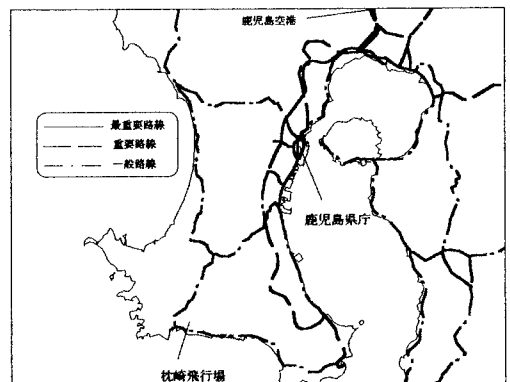 鹿児島空港
最重要路線
重要路線
一般路線
鹿児島県庁
枕崎飛行場